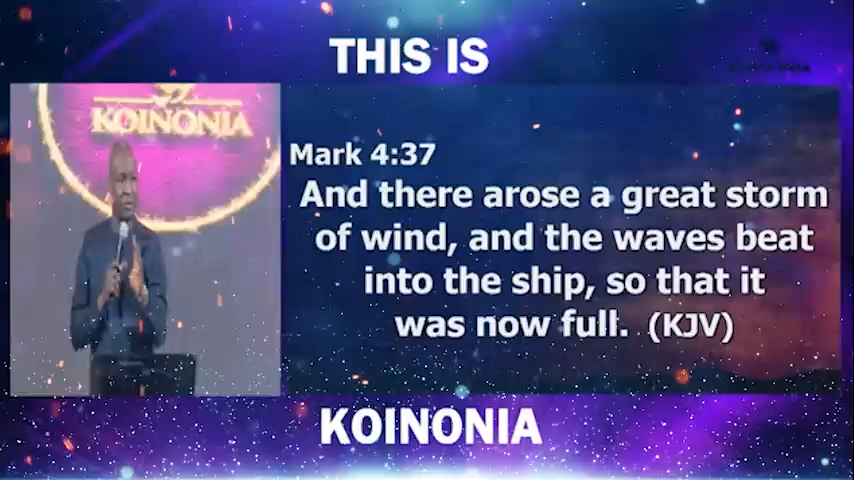 THIS IS
KOINONIA
Mark 4:37
And there arose a great storm
of wind, and the waves beat
into the ship, so that it
was now full. (KJV)
KOINONIA